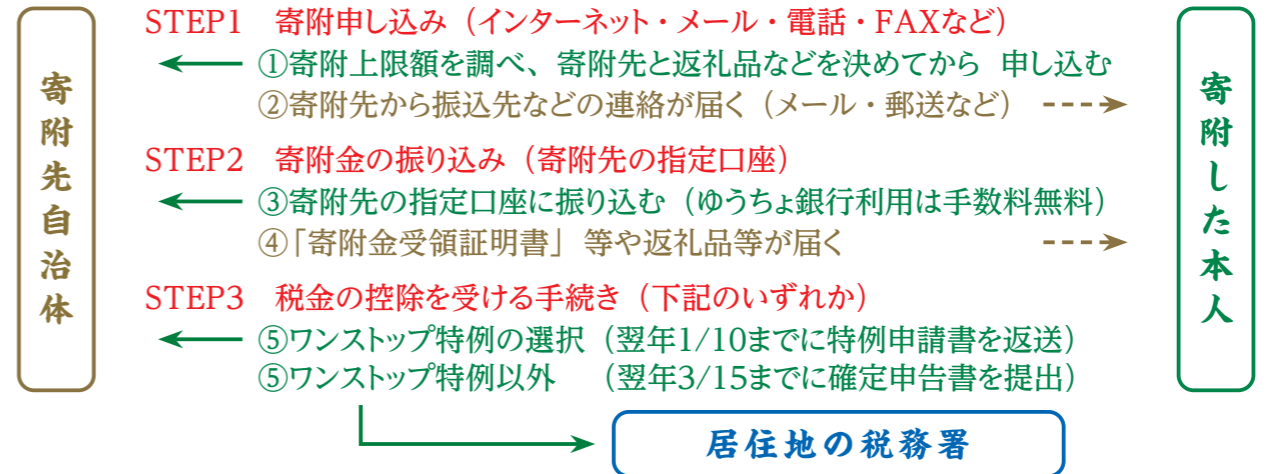 寄附先自治体
STEP1 寄附申し込み（インターネット・メール・電話・FAXなど）
①寄附上限額を調べ、寄附先と返礼品などを決めてから 申し込む
②寄附先から振込先などの連絡が届く（メール・郵送など）
STEP2 寄附金の振り込み（寄附先の指定口座）
③寄附先の指定口座に振り込む（ゆうちょ銀行利用は手数料無料）
④「寄附金受領証明書」等や返礼品等が届く
STEP3 税金の控除を受ける手続き（下記のいずれか）
⑤ワンストップ特例の選択（翌年1/10までに特例申請書を返送）
⑤ワンストップ特例以外 （翌年3/15までに確定申告書を提出）
居住地の税務署
寄附した本人